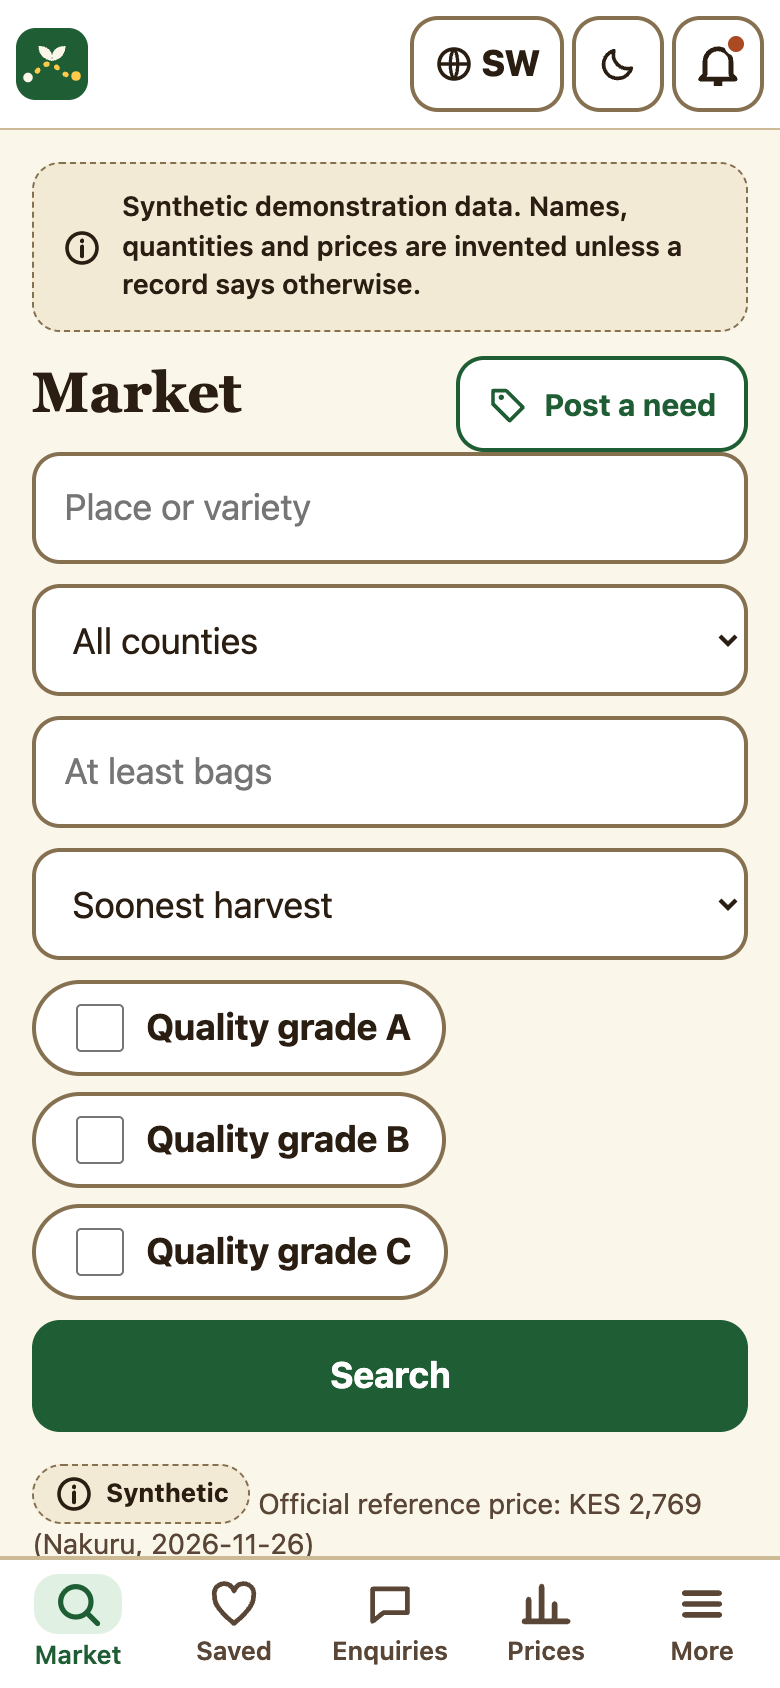 SW
Synthetic demonstration data. Names,
quantities and prices are invented unless a
record says otherwise.
Market
Post a need
Place or variety
All counties
At least bags
Soonest harvest
Quality grade A
Quality grade B
Quality grade C
Search
Synthetic Official reference price: KES 2,769
(Nakuru, 2026-11-26)
Market
Saved
Enquiries
Prices
More